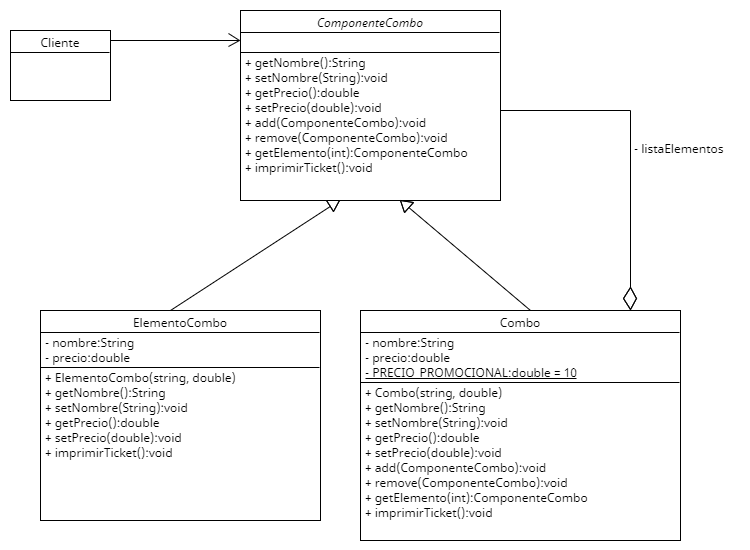 ComponenteCombo
Cliente
+ getNombre():String
+ setNombre(String):void
+ getPrecio():double
+ setPrecio(double):void
+ add(ComponenteCombo):void
+ remove(ComponenteCombo):void
+ getElemento(int):ComponenteCombo
+ imprimirTicket():void
- listaElementos
ElementoCombo
- nombre:String
- precio:double
+ ElementoCombo(string, double)
+ getNombre():String
+ setNombre(String):void
+ getPrecio():double
+ setPrecio(double):void
+ imprimirTicket():void
Combo
- nombre:String
- precio:double
- PRECIO_PROMOCIONAL:double = 10
+ Combo(string, double)
+ getNombre():String
+ setNombre(String):void
+ getPrecio():double
+ setPrecio(double):void
+ add(ComponenteCombo):void
+ remove(ComponenteCombo):void
+ getElemento(int):ComponenteCombo
+ imprimirTicket():void